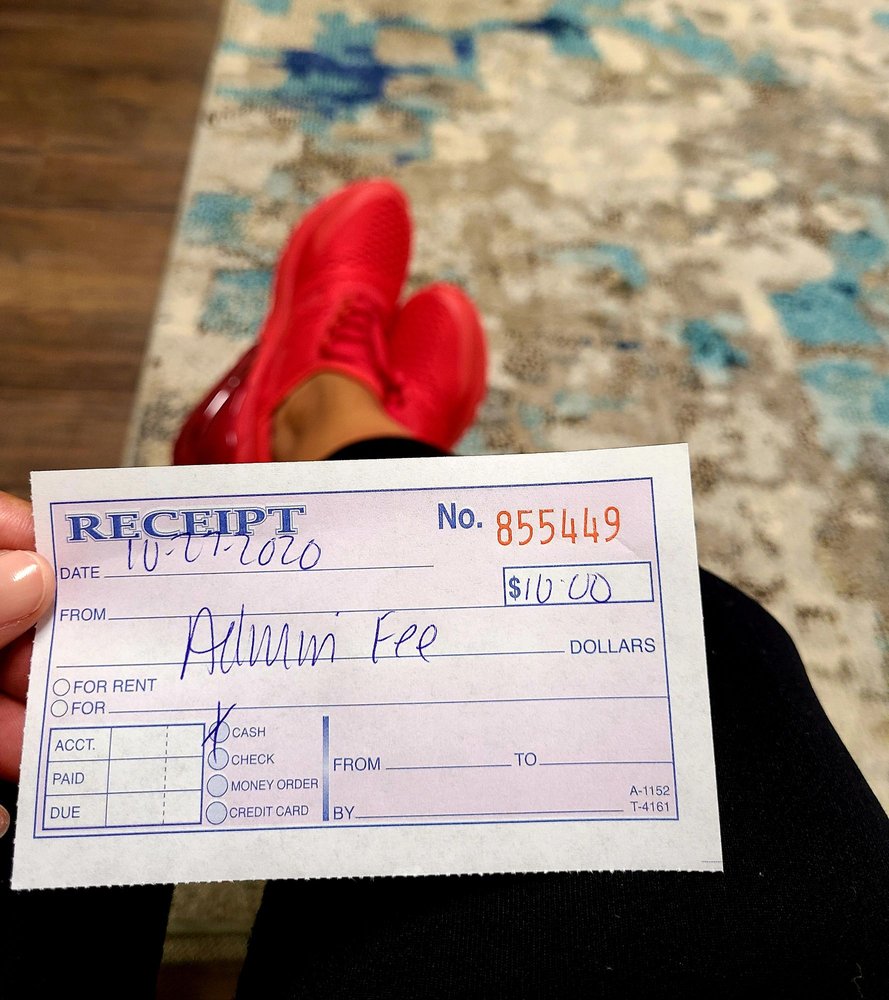 RECEIPT No. 855449
DATE 10-27-2020
$10.00
FROM
Admin Fee
DOLLARS
FOR RENT
FOR
ACCT.
PAID
DUE
CASH
CHECK
MONEY ORDER
CREDIT CARD
FROM TO
BY
A-1152
T-4161